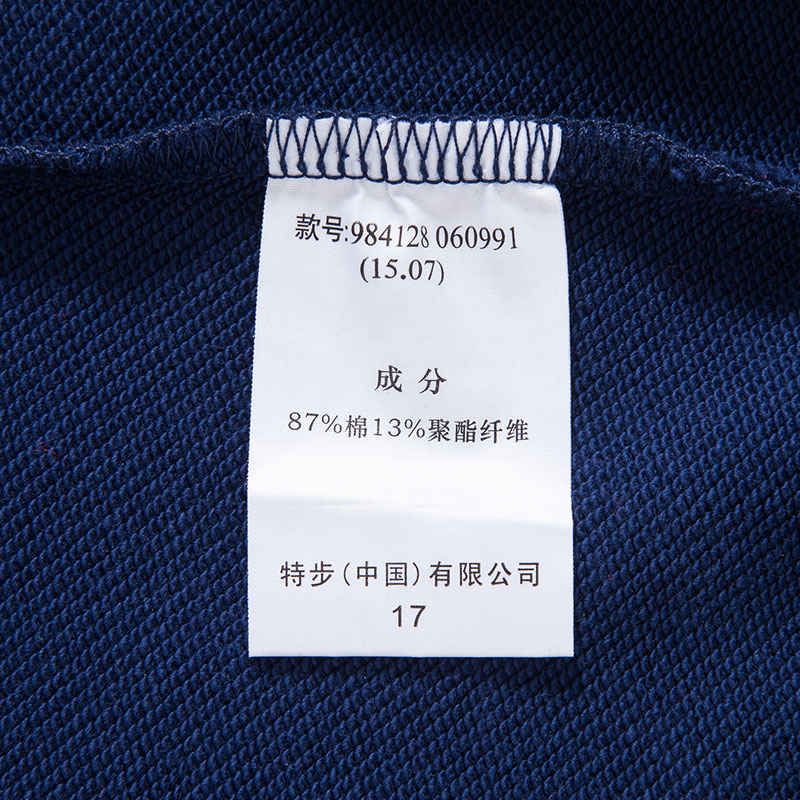 款号:984128 060991
(15.07)
成分
87%棉13%聚酯纤维
特步(中国)有限公司
17